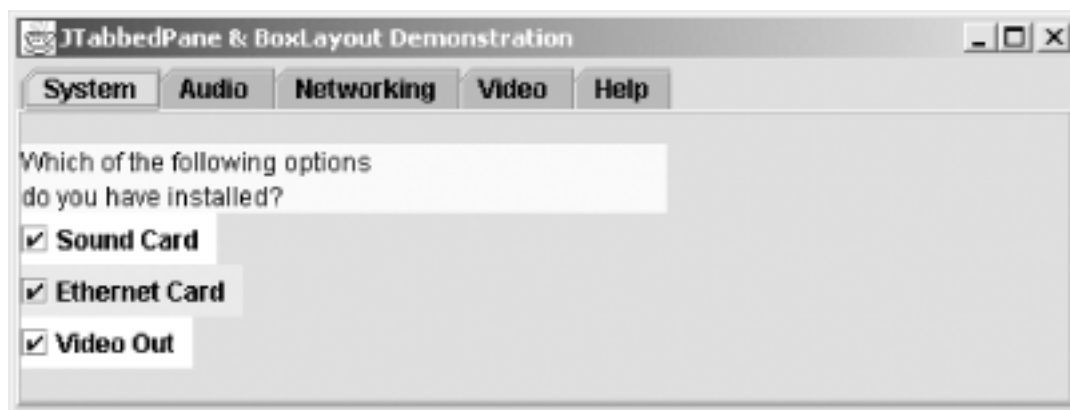 JTabbedPane & BoxLayout Demonstration
System Audio Networking Video Help
Which of the following options
do you have installed?
Sound Card
Ethernet Card
Video Out